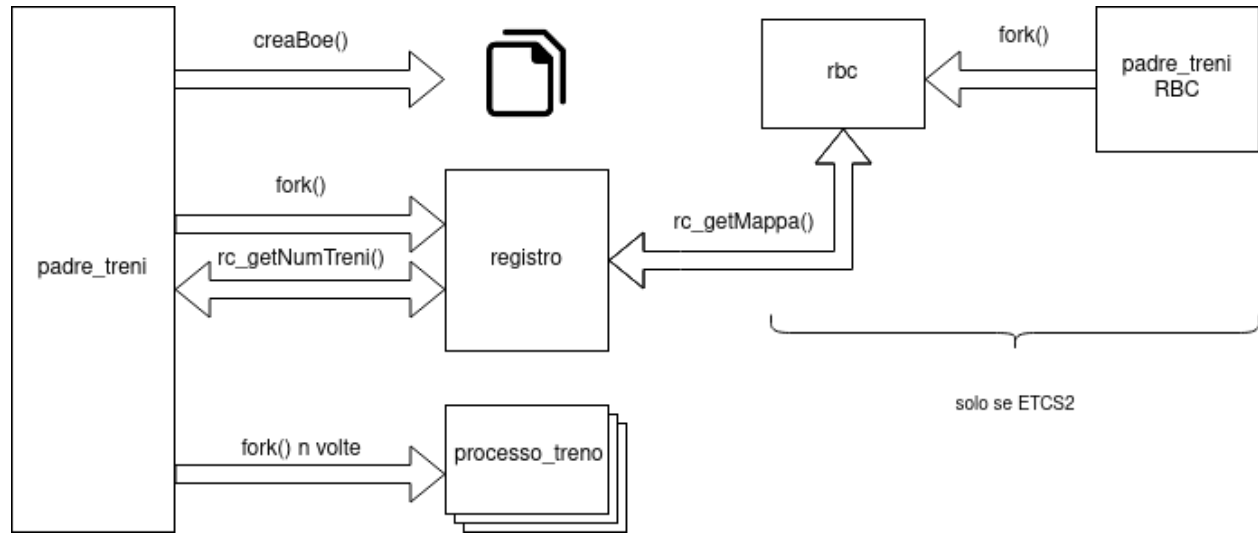 creaBoe()
fork()
rbc
padre_treni
RBC
fork()
rc_getMappa()
rc_getNumTreni()
padre_treni
registro
solo se ETCS2
fork() n volte
processo_treno